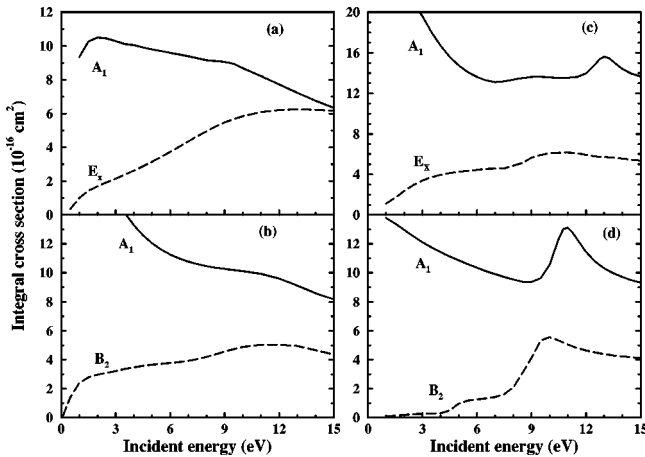 Integral cross section (10⁻¹⁶ cm²)
12
10
8
6
4
2
0
(a)
A₁
Eₓ
20
16
12
8
4
0
(c)
A₁
Eₓ
12
10
8
6
4
2
0
(b)
A₁
B₂
12
10
8
6
4
2
0
(d)
A₁
B₂
0 3 6 9 12 15
Incident energy (eV)
3 6 9 12 15
Incident energy (eV)